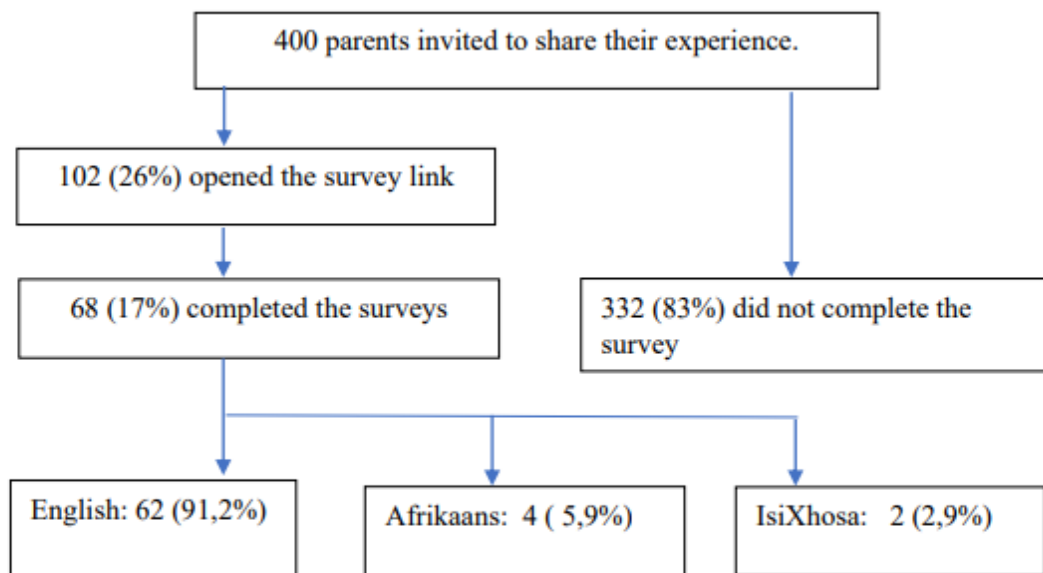 400 parents invited to share their experience.
102 (26%) opened the survey link
68 (17%) completed the surveys
332 (83%) did not complete the
survey
English: 62 (91,2%)
Afrikaans:  4 ( 5,9%)
IsiXhosa:   2 (2,9%)